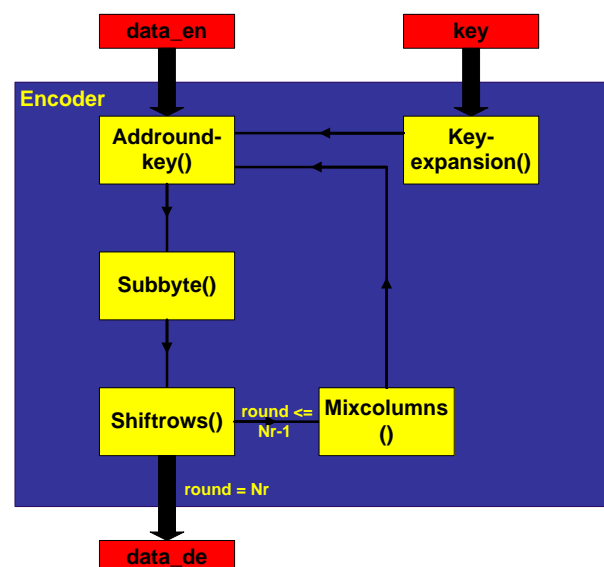 data_en
key
Encoder
Addround-
key()
Key-
expansion()
Subbyte()
Shiftrows()
round <=
Nr-1
Mixcolumns
()
round = Nr
data_de